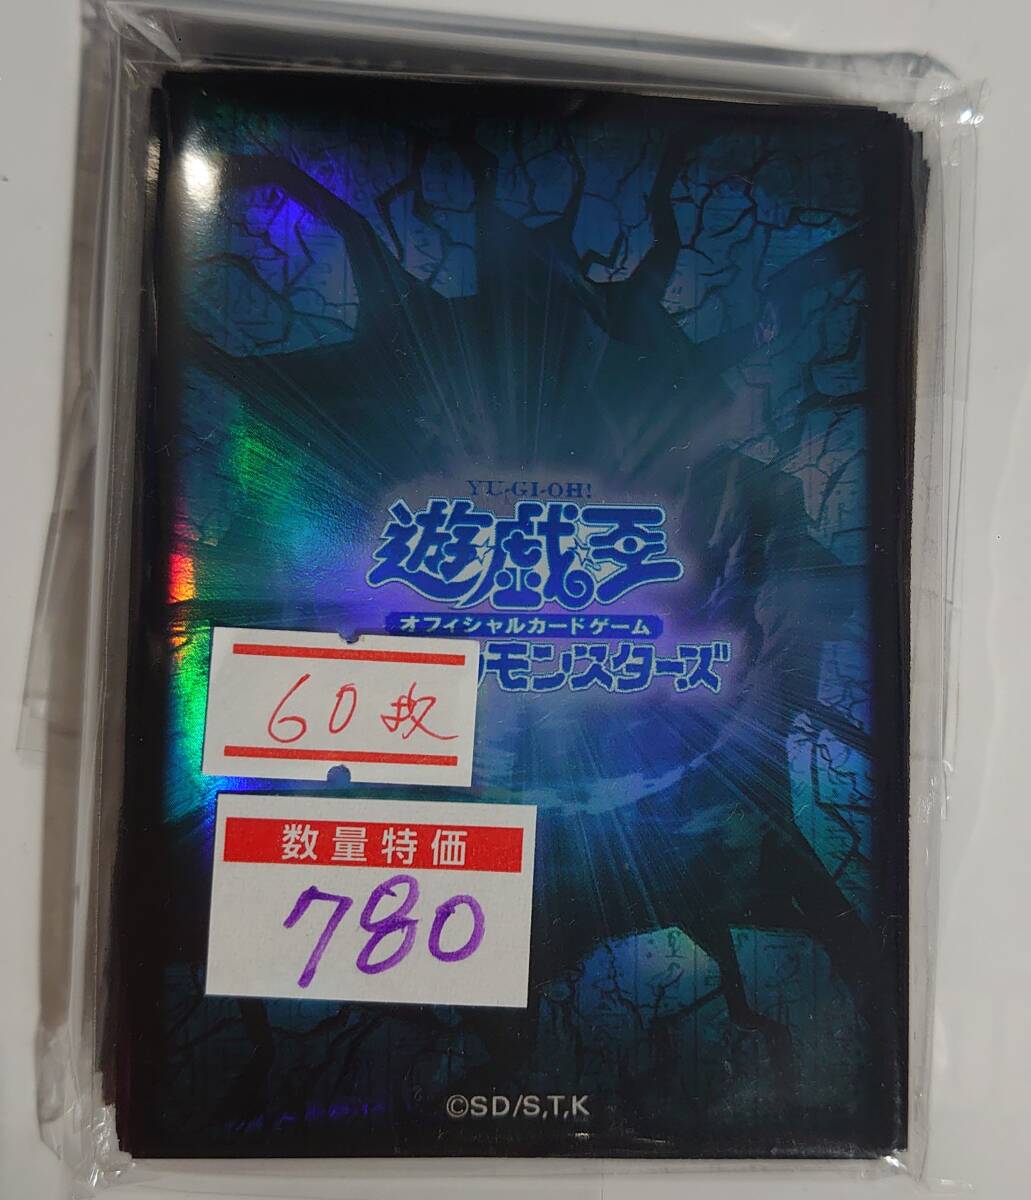 YU-GI-OH!
遊戯王
オフィシャルカードゲーム
モンスターズ
60枚
数量特価
780
©SD/S,T,K